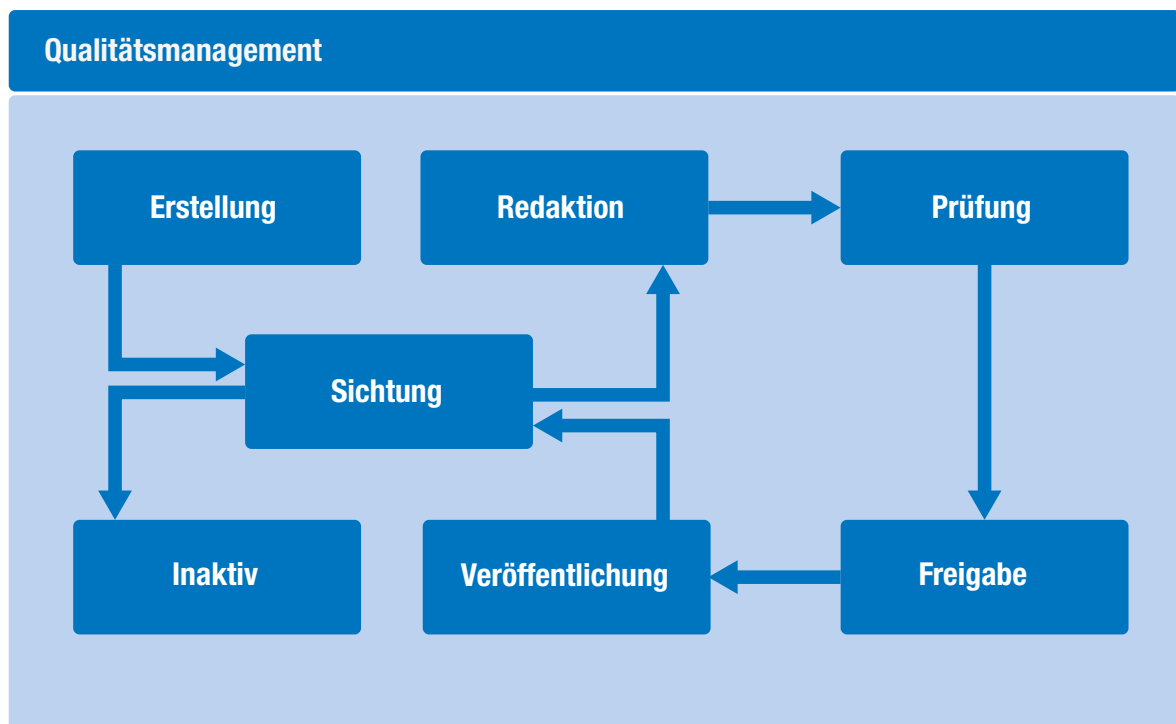 Qualitätsmanagement
Erstellung
Redaktion
Prüfung
Sichtung
Inaktiv
Veröffentlichung
Freigabe